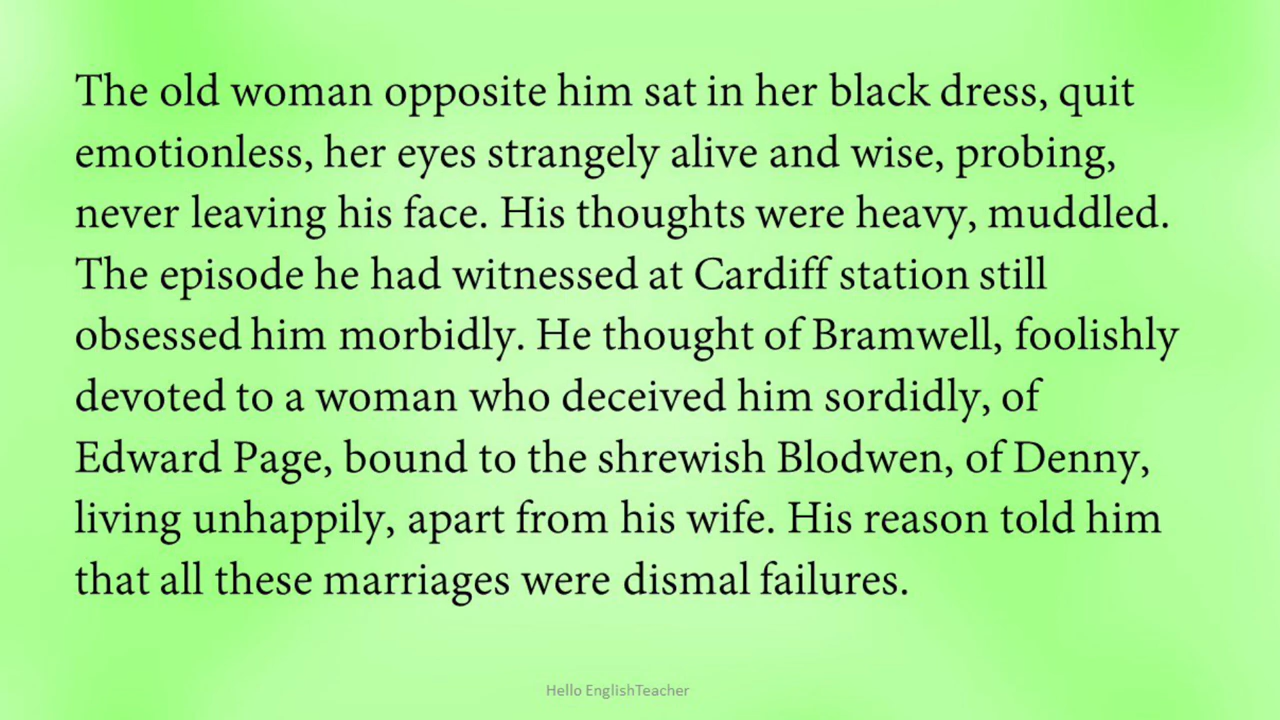 The old woman opposite him sat in her black dress, quit
emotionless, her eyes strangely alive and wise, probing,
never leaving his face. His thoughts were heavy, muddled.
The episode he had witnessed at Cardiff station still
obsessed him morbidly. He thought of Bramwell, foolishly
devoted to a woman who deceived him sordidly, of
Edward Page, bound to the shrewish Blodwen, of Denny,
living unhappily, apart from his wife. His reason told him
that all these marriages were dismal failures.
Hello EnglishTeacher